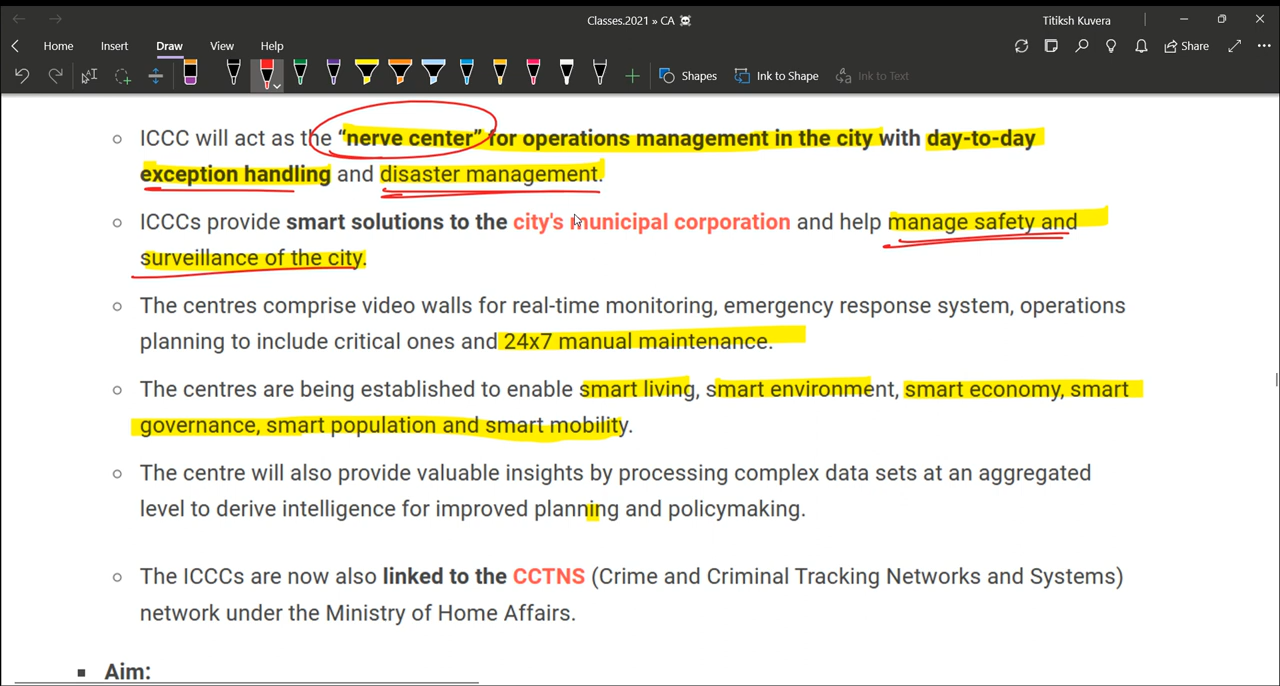 Classes.2021 » CA
Titiksh Kuvera
Home Insert Draw View Help
Share
Shapes Ink to Shape Ink to Text
ICCC will act as the “nerve center” for operations management in the city with day-to-day
exception handling and disaster management.
ICCCs provide smart solutions to the city's municipal corporation and help manage safety and
surveillance of the city.
The centres comprise video walls for real-time monitoring, emergency response system, operations
planning to include critical ones and 24x7 manual maintenance.
The centres are being established to enable smart living, smart environment, smart economy, smart
governance, smart population and smart mobility.
The centre will also provide valuable insights by processing complex data sets at an aggregated
level to derive intelligence for improved planning and policymaking.
The ICCCs are now also linked to the CCTNS (Crime and Criminal Tracking Networks and Systems)
network under the Ministry of Home Affairs.
Aim: